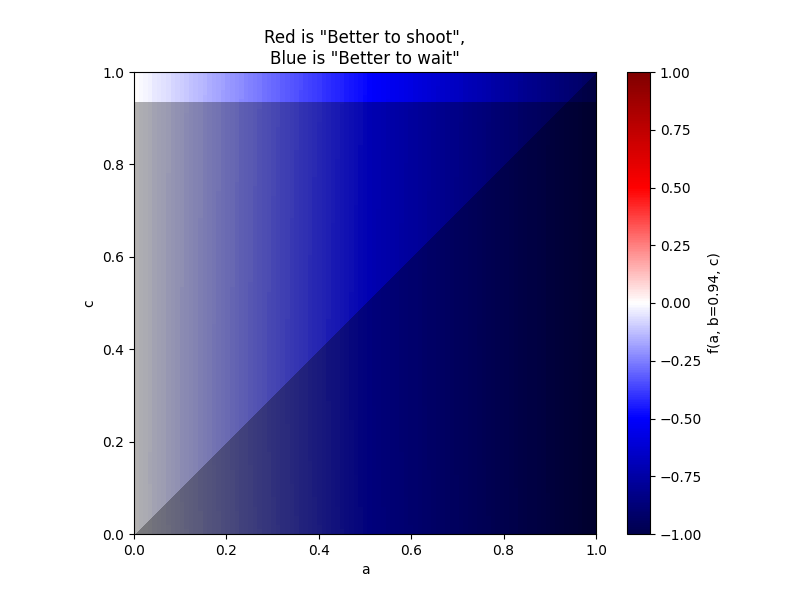 Red is "Better to shoot",
Blue is "Better to wait"
1.0
0.8
0.6
0.4
0.2
0.0
c
0.0 0.2 0.4 0.6 0.8 1.0
a
1.00
0.75
0.50
0.25
0.00
−0.25
−0.50
−0.75
−1.00
f(a, b=0.94, c)